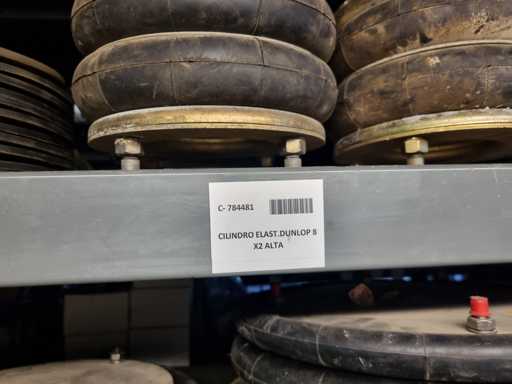 C- 784481
CILINDRO ELAST.DUNLOP 8
X2 ALTA